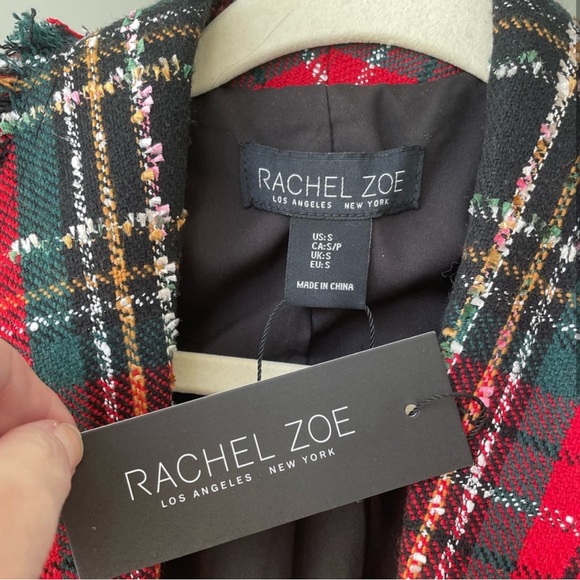 RACHEL ZOE
LOS ANGELES NEW YORK
US:S
CA:S/P
UK:S
EU:S
MADE IN CHINA
RACHEL ZOE
LOS ANGELES NEW YORK